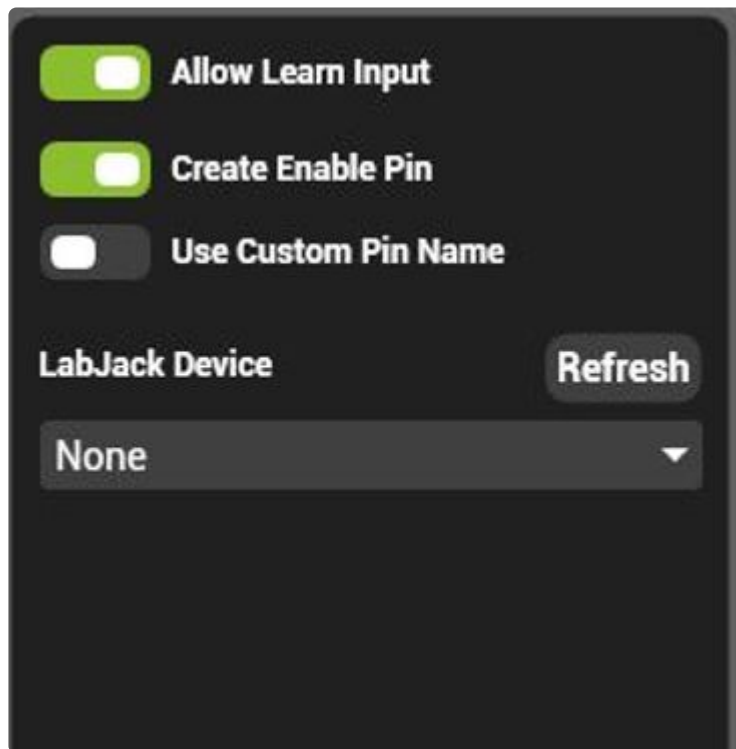 Allow Learn Input
Create Enable Pin
Use Custom Pin Name
LabJack Device Refresh
None